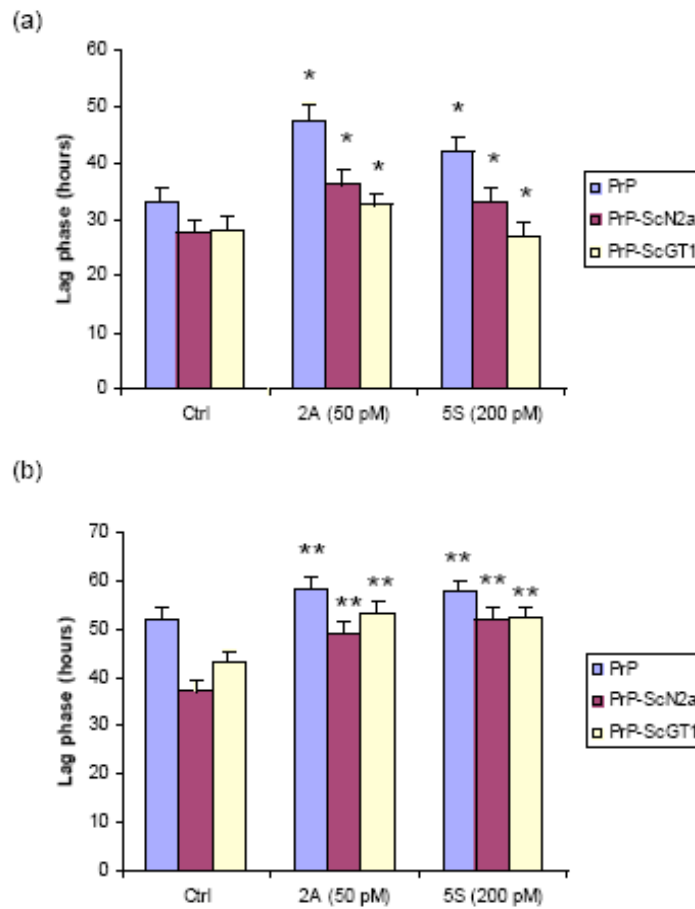 (a)
60
50
40
30
20
10
0
Lag phase (hours)
* * *
* * *
Ctrl 2A (50 pM) 5S (200 pM)
PrP
PrP-ScN2a
PrP-ScGT1
(b)
70
60
50
40
30
20
10
0
Lag phase (hours)
** ** **
** ** **
Ctrl 2A (50 pM) 5S (200 pM)
PrP
PrP-ScN2a
PrP-ScGT1